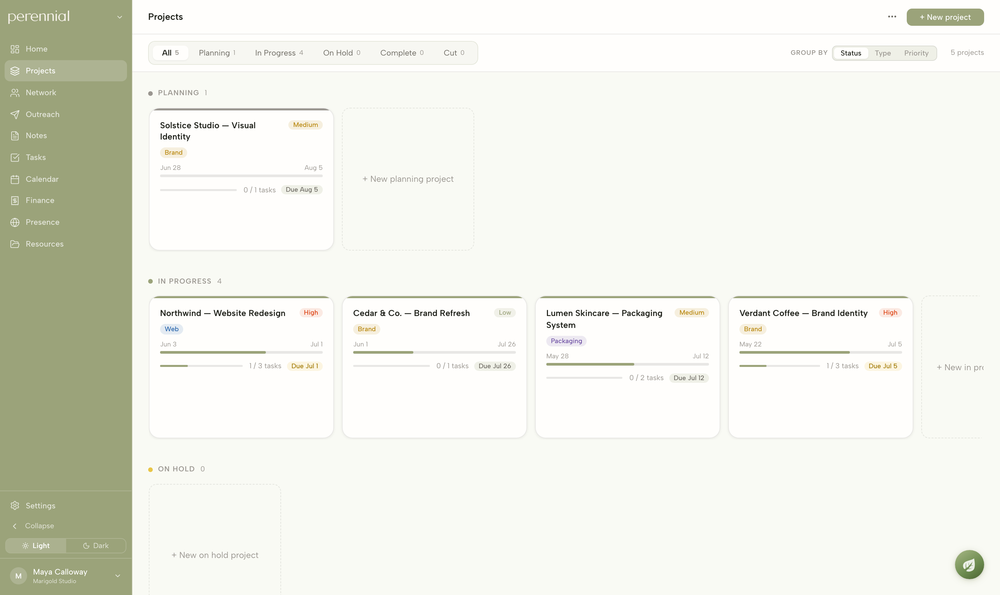 perennial
Home
Projects
Network
Outreach
Notes
Tasks
Calendar
Finance
Presence
Resources
Settings
Collapse
Light Dark
M
Maya Calloway
Marigold Studio
Projects
+ New project
All 5 Planning 1 In Progress 4 On Hold 0 Complete 0 Cut 0
GROUP BY Status Type Priority 5 projects
PLANNING 1
Solstice Studio — Visual
Identity
Medium
Brand
Jun 28 Aug 5
0 / 1 tasks Due Aug 5
+ New planning project
IN PROGRESS 4
Northwind — Website Redesign High
Web
Jun 3 Jul 1
1 / 3 tasks Due Jul 1
Cedar & Co. — Brand Refresh Low
Brand
Jun 1 Jul 26
0 / 1 tasks Due Jul 26
Lumen Skincare — Packaging
System
Medium
Packaging
May 28 Jul 12
0 / 2 tasks Due Jul 12
Verdant Coffee — Brand Identity High
Brand
May 22 Jul 5
1 / 3 tasks Due Jul 5
+ New in
ON HOLD 0
+ New on hold project